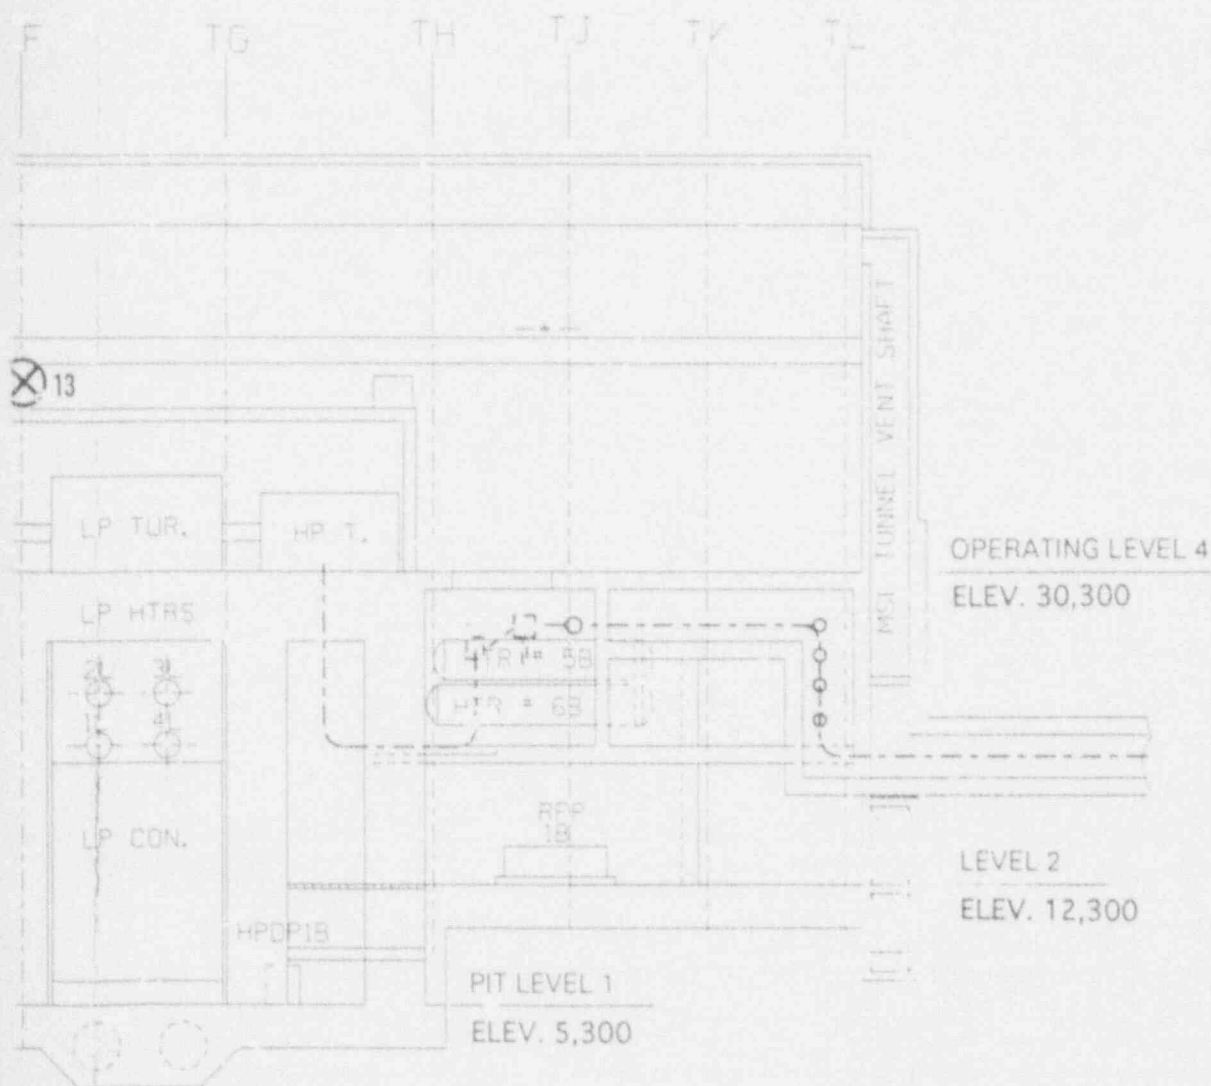 F TG TH TJ TK TL
13
MSL TUNNEL VENT SHAFT
LP TUR.
HP T.
OPERATING LEVEL 4
ELEV. 30,300
LP HTRS
HTR # 5B
2 3
HTR # 6B
1 4
RFP
1B
LP CON.
LEVEL 2
ELEV. 12,300
HPDP1B
PIT LEVEL 1
ELEV. 5,300